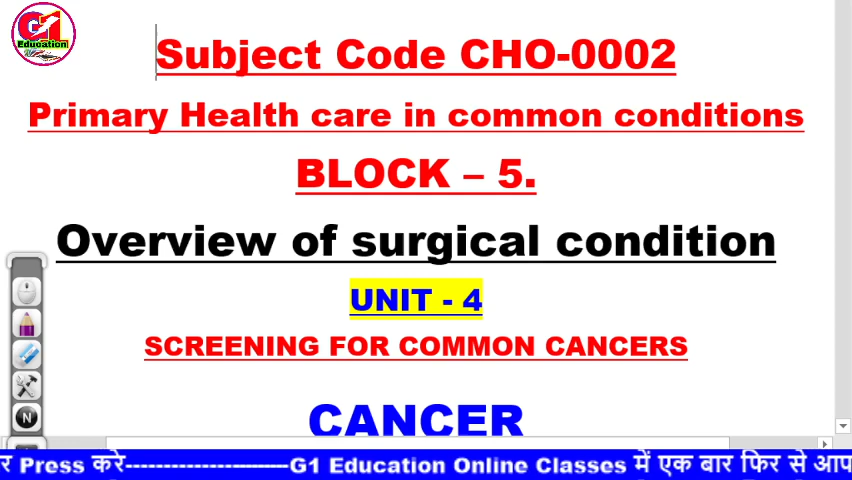 G1
Education
Subject Code CHO-0002
Primary Health care in common conditions
BLOCK – 5.
Overview of surgical condition
UNIT - 4
SCREENING FOR COMMON CANCERS
CANCER
N
र Press करे-----------------------G1 Education Online Classes में एक बार फिर से आप